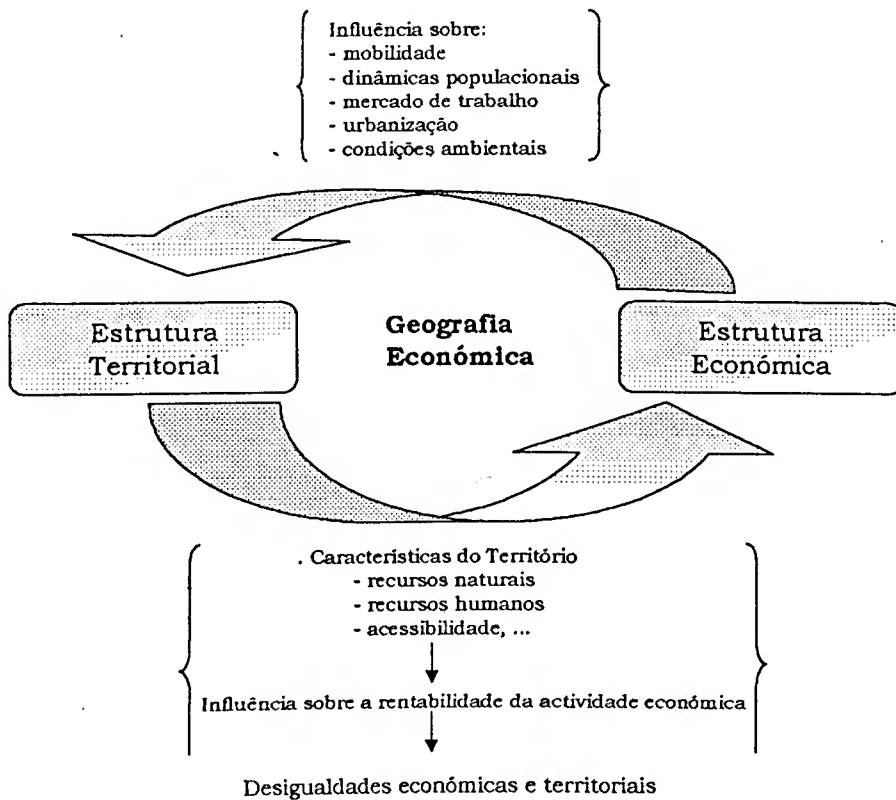 Influência sobre:
- mobilidade
- dinâmicas populacionais
- mercado de trabalho
- urbanização
- condições ambientais
Estrutura
Territorial
Geografia
Económica
Estrutura
Económica
. Características do Território
- recursos naturais
- recursos humanos
- acessibilidade, ...
Influência sobre a rentabilidade da actividade económica
Desigualdades económicas e territoriais